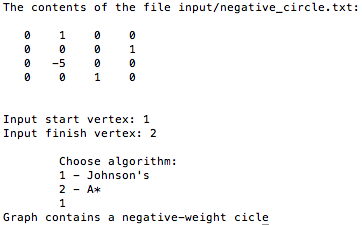 The contents of the file input/negative_circle.txt:
0 1 0 0
0 0 0 1
0 -5 0 0
0 0 1 0
Input start vertex: 1
Input finish vertex: 2
Choose algorithm:
1 - Johnson's
2 - A*
1
Graph contains a negative-weight cicle